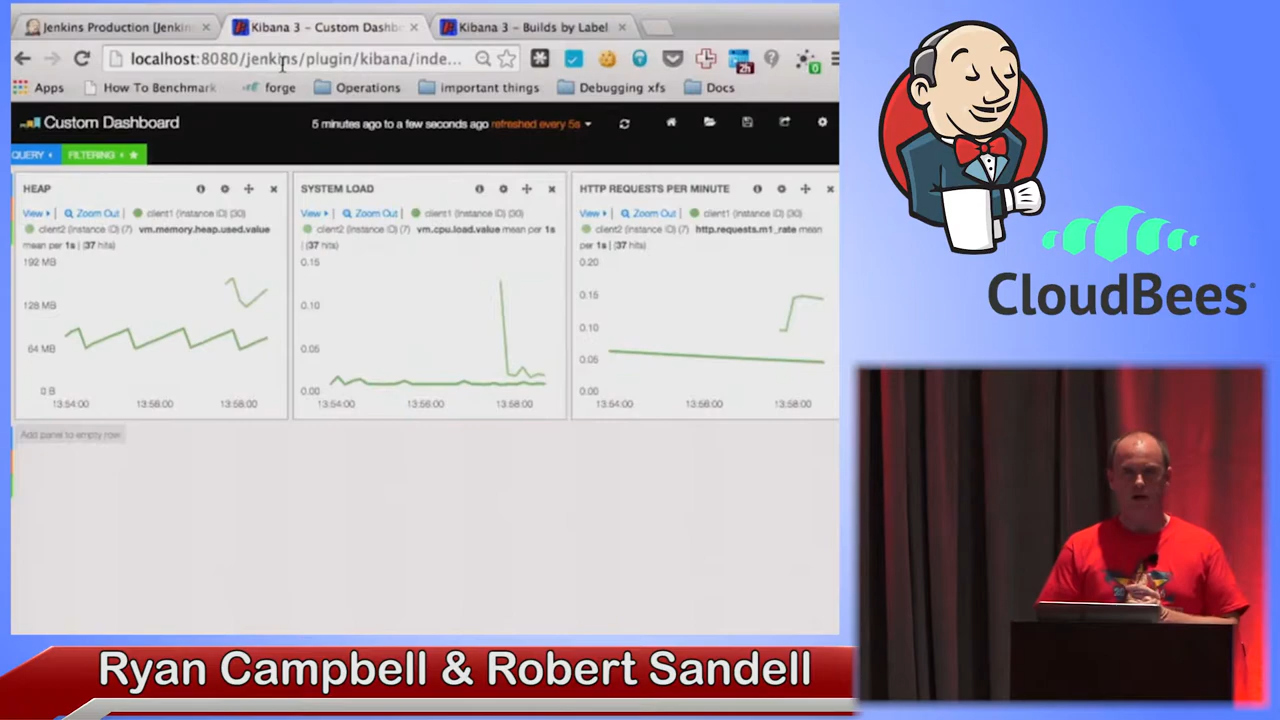 Jenkins Production [Jenkin
Kibana 3 - Custom Dashb
Kibana 3 - Builds by Label
localhost:8080/jenkins/plugin/kibana/inde...
2h
0
Apps
How To Benchmark
forge
Operations
important things
Debugging xfs
Docs
Custom Dashboard
5 minutes ago to a few seconds ago refreshed every 5s
QUERY
FILTERING
HEAP
View | Zoom Out | client1 (Instance ID) (30)
client2 (Instance ID) (7) vm.memory.heap.used.value
mean per 1s | (37 hits)
192 MB
128 MB
64 MB
0 B
13:54:00 13:56:00 13:58:00
SYSTEM LOAD
View | Zoom Out | client1 (Instance ID) (30)
client2 (Instance ID) (7) vm.cpu.load.value mean per 1s
| (37 hits)
0.15
0.10
0.05
0.00
13:54:00 13:56:00 13:58:00
HTTP REQUESTS PER MINUTE
View | Zoom Out | client1 (Instance ID) (30)
client2 (Instance ID) (7) http.requests.m1_rate mean
per 1s | (37 hits)
0.20
0.15
0.10
0.05
0.00
13:54:00 13:56:00 13:58:00
Add panel to empty row
CloudBees
Ryan Campbell & Robert Sandell